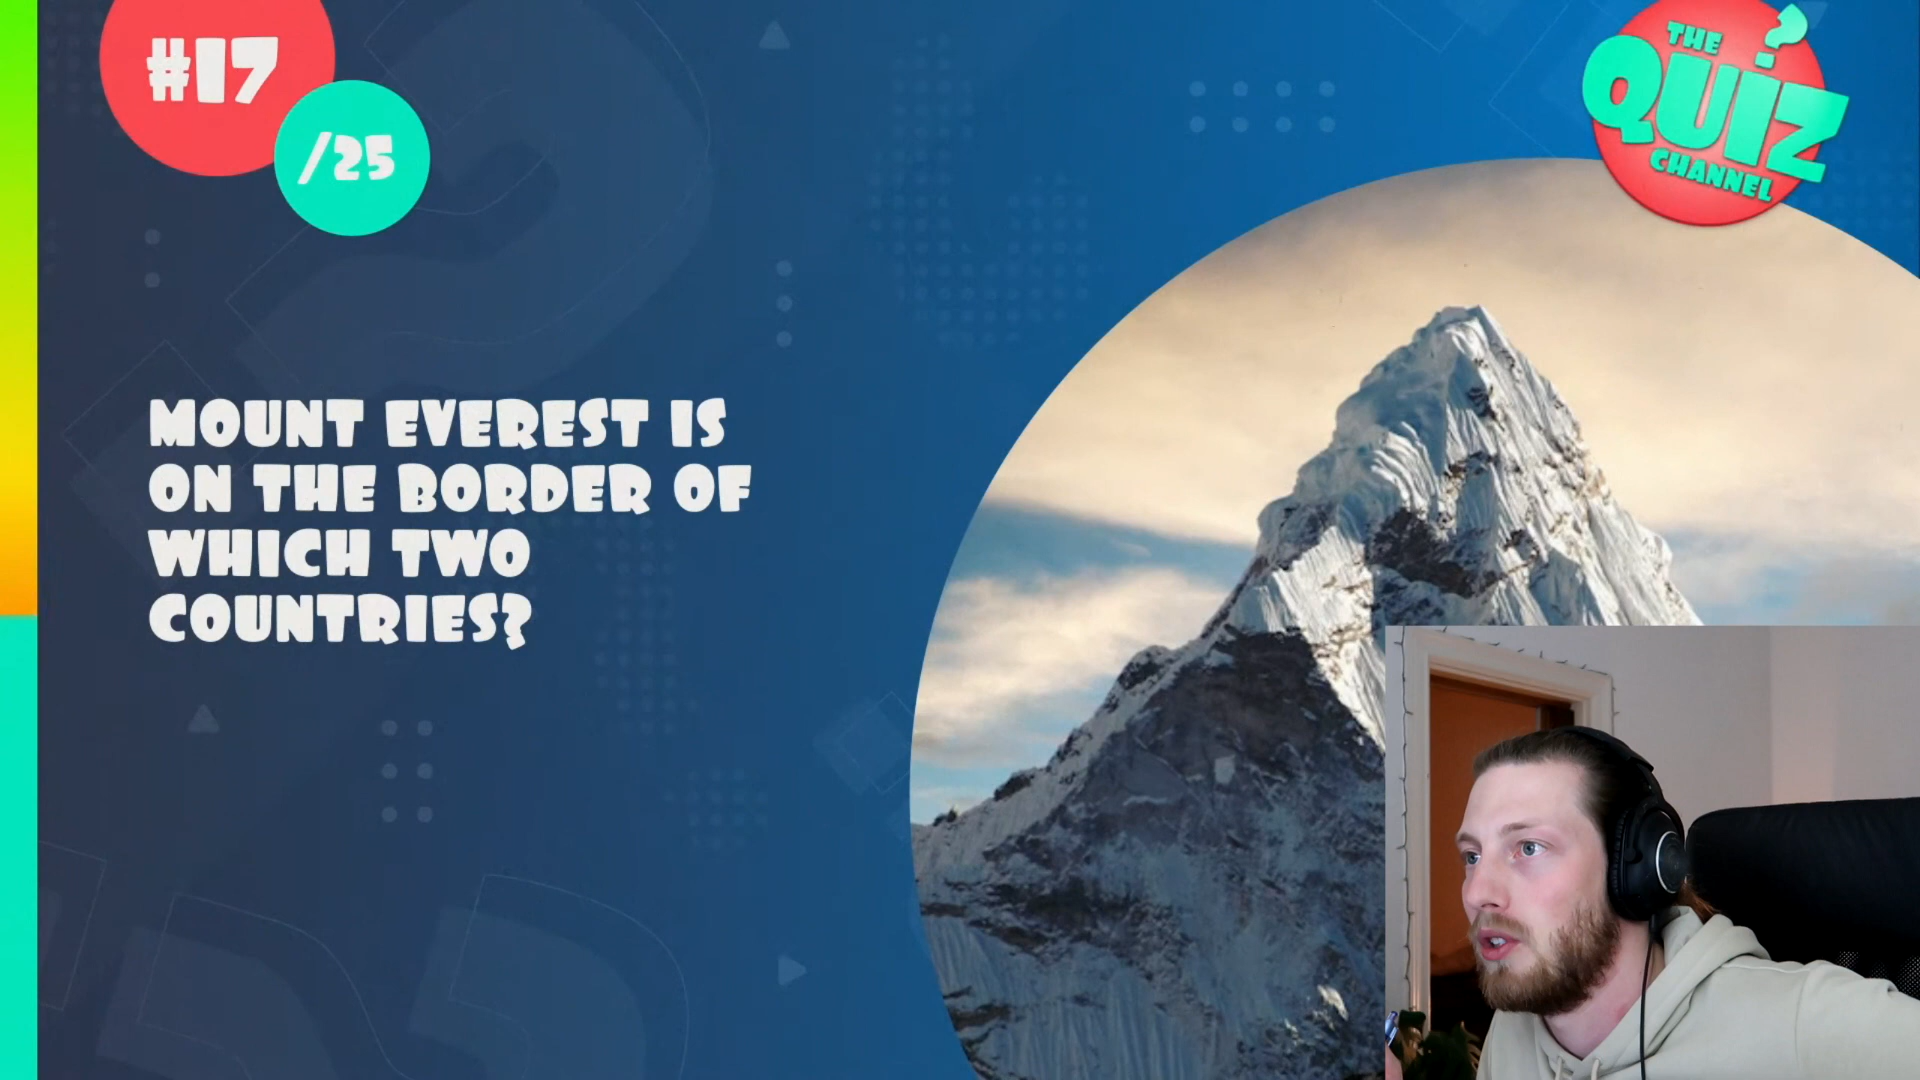 #17
/25
THE
QUIZ
CHANNEL
MOUNT EVEREST IS
ON THE BORDER OF
WHICH TWO
COUNTRIES?